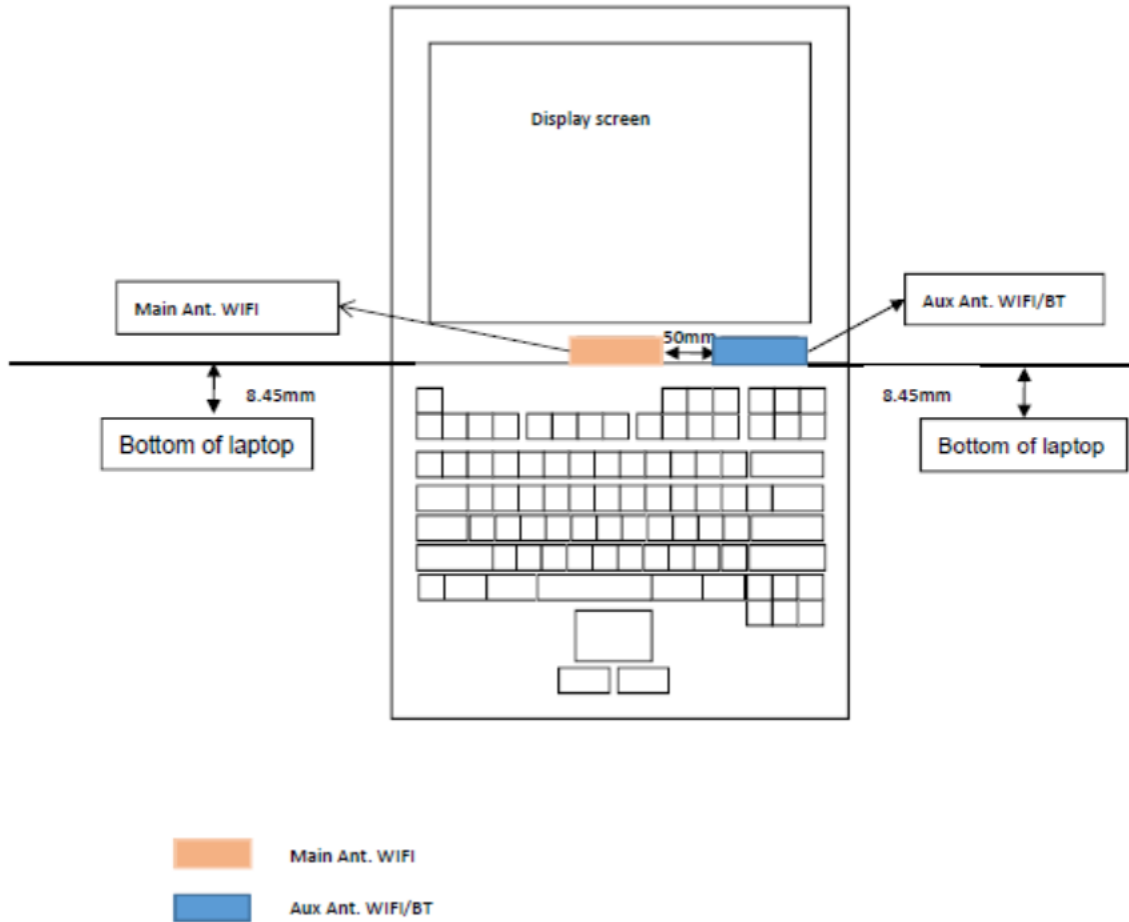 Display screen
Main Ant. WIFI
Aux Ant. WIFI/BT
50mm
8.45mm
8.45mm
Bottom of laptop
Bottom of laptop
Main Ant. WIFI
Aux Ant. WIFI/BT